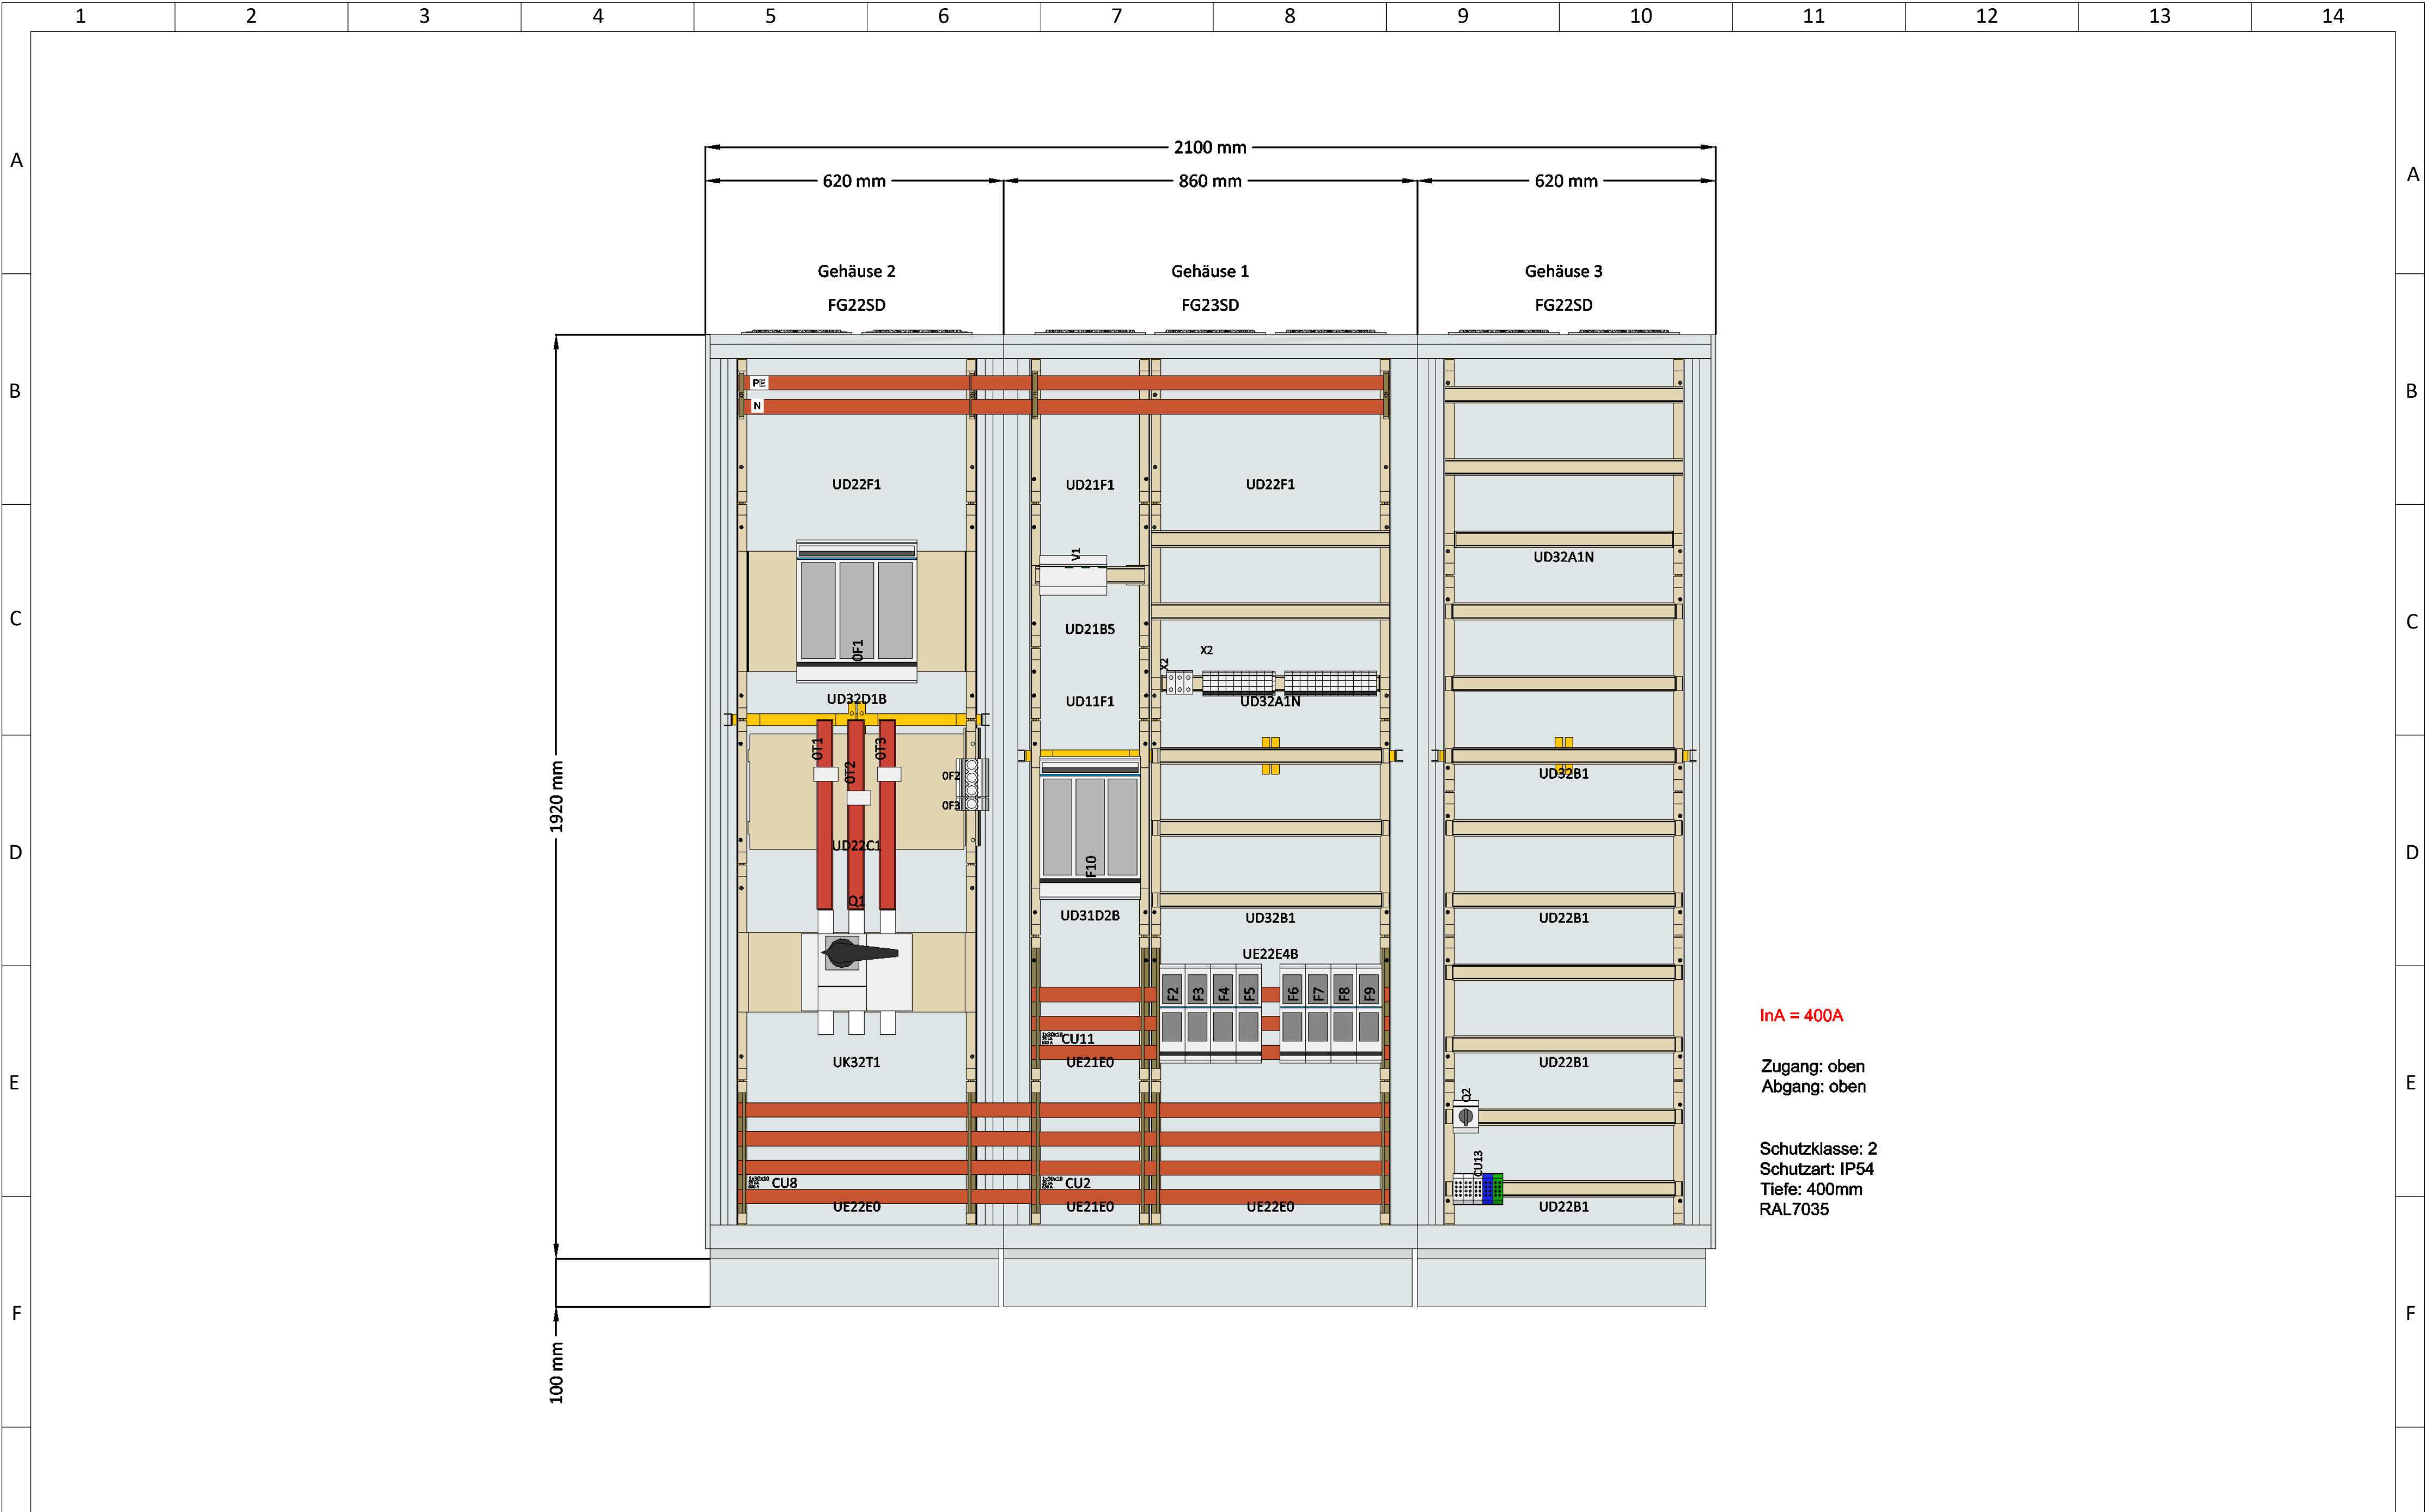 1 2 3 4 5 6 7 8 9 10 11 12 13 14
A A
2100 mm
620 mm 860 mm 620 mm
Gehäuse 2 Gehäuse 1 Gehäuse 3
FG22SD FG23SD FG22SD
B B
PE
N
UD22F1 UD21F1 UD22F1
V1 UD32A1N
C C
0F1 UD21B5
X2 X2
UD32D1B UD11F1 UD32A1N
0T1 0T2 0T3
0F2 UD32B1
0F3
1920 mm
D D
UD22C1 F10
Q1
UD31D2B UD32B1 UD22B1
UE22E4B
F2 F3 F4 F5 F6 F7 F8 F9
InA = 400A
CU11
UK32T1 UE21E0 UD22B1
Zugang: oben
Abgang: oben
E E
Q2
Schutzklasse: 2
Schutzart: IP54
Tiefe: 400mm
RAL7035
CU13
CU8 CU2
UE22E0 UE21E0 UE22E0 UD22B1
F F
100 mm